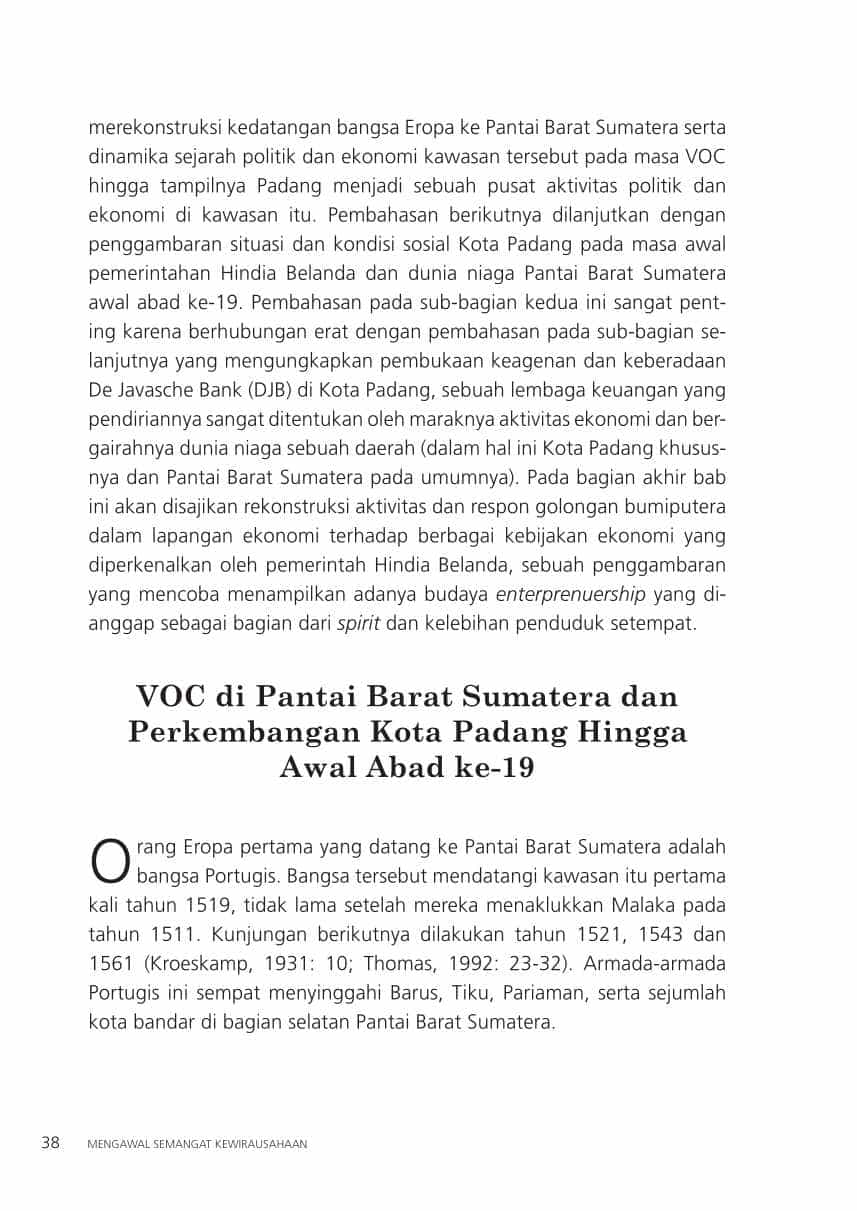 merekonstruksi kedatangan bangsa Eropa ke Pantai Barat Sumatera serta
dinamika sejarah politik dan ekonomi kawasan tersebut pada masa VOC
hingga tampilnya Padang menjadi sebuah pusat aktivitas politik dan
ekonomi di kawasan itu. Pembahasan berikutnya dilanjutkan dengan
penggambaran situasi dan kondisi sosial Kota Padang pada masa awal
pemerintahan Hindia Belanda dan dunia niaga Pantai Barat Sumatera
awal abad ke-19. Pembahasan pada sub-bagian kedua ini sangat pent-
ing karena berhubungan erat dengan pembahasan pada sub-bagian se-
lanjutnya yang mengungkapkan pembukaan keagenan dan keberadaan
De Javasche Bank (DJB) di Kota Padang, sebuah lembaga keuangan yang
pendiriannya sangat ditentukan oleh maraknya aktivitas ekonomi dan ber-
gairahnya dunia niaga sebuah daerah (dalam hal ini Kota Padang khusus-
nya dan Pantai Barat Sumatera pada umumnya). Pada bagian akhir bab
ini akan disajikan rekonstruksi aktivitas dan respon golongan bumiputera
dalam lapangan ekonomi terhadap berbagai kebijakan ekonomi yang
diperkenalkan oleh pemerintah Hindia Belanda, sebuah penggambaran
yang mencoba menampilkan adanya budaya enterprenuership yang di-
anggap sebagai bagian dari spirit dan kelebihan penduduk setempat.
VOC di Pantai Barat Sumatera dan
Perkembangan Kota Padang Hingga
Awal Abad ke-19
Orang Eropa pertama yang datang ke Pantai Barat Sumatera adalah
bangsa Portugis. Bangsa tersebut mendatangi kawasan itu pertama
kali tahun 1519, tidak lama setelah mereka menaklukkan Malaka pada
tahun 1511. Kunjungan berikutnya dilakukan tahun 1521, 1543 dan
1561 (Kroeskamp, 1931: 10; Thomas, 1992: 23-32). Armada-armada
Portugis ini sempat menyinggahi Barus, Tiku, Pariaman, serta sejumlah
kota bandar di bagian selatan Pantai Barat Sumatera.
38 MENGAWAL SEMANGAT KEWIRAUSAHAAN